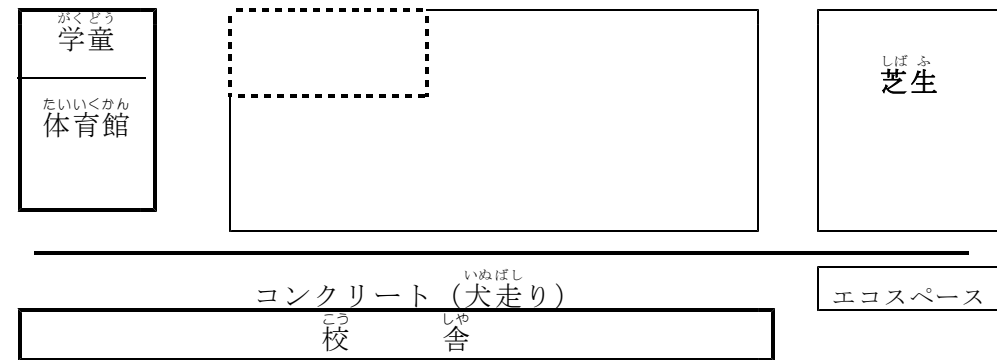 がくどう
学童
しばふ
芝生
たいいくかん
体育館
いぬばし
コンクリート（犬走り）
エコスペース
こう しゃ
校 舎